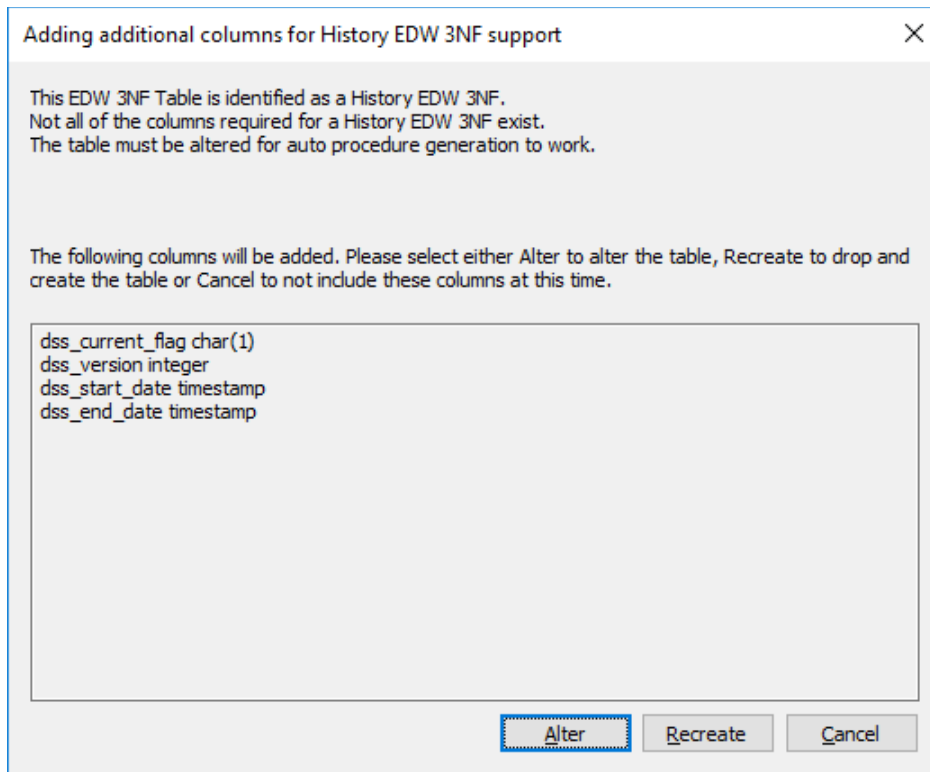 Adding additional columns for History EDW 3NF support
This EDW 3NF Table is identified as a History EDW 3NF.
Not all of the columns required for a History EDW 3NF exist.
The table must be altered for auto procedure generation to work.
The following columns will be added. Please select either Alter to alter the table, Recreate to drop and
create the table or Cancel to not include these columns at this time.
dss_current_flag char(1)
dss_version integer
dss_start_date timestamp
dss_end_date timestamp
Alter Recreate Cancel